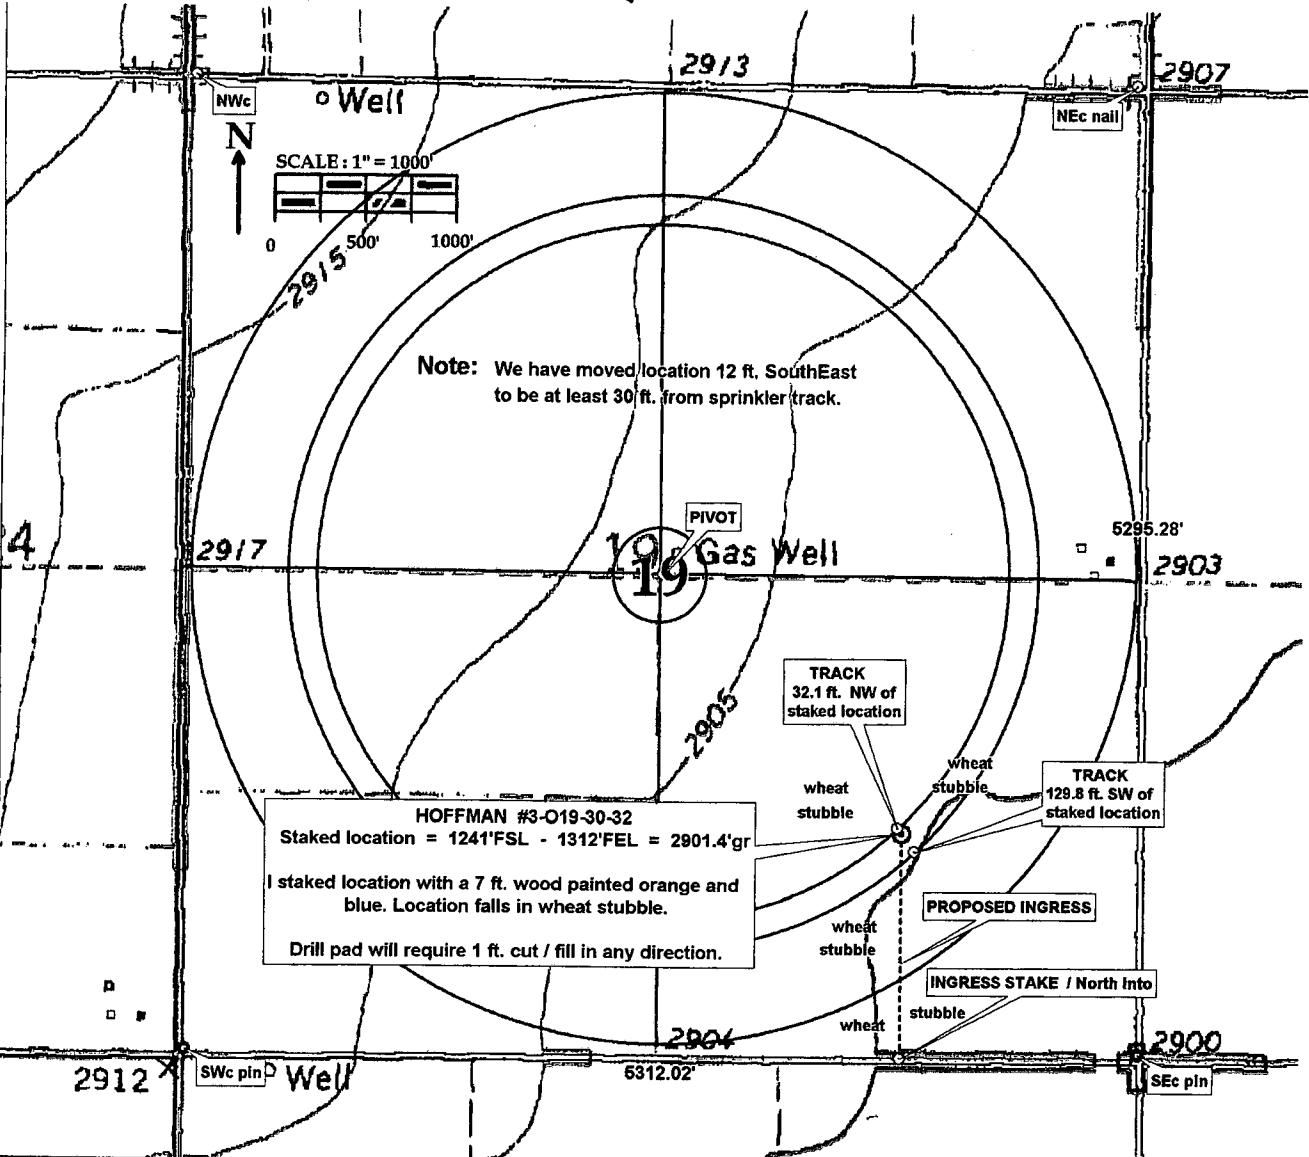 2913
2907
NWc
Well
NEc nail
N
SCALE: 1" = 1000'
0 500' 1000'
2915
Note: We have moved location 12 ft. SouthEast
to be at least 30 ft. from sprinkler track.
PIVOT
5295.28'
2917
19
Gas Well
19
2903
TRACK
32.1 ft. NW of
staked location
2905
wheat
stubble
wheat
stubble
TRACK
129.8 ft. SW of
staked location
HOFFMAN #3-O19-30-32
Staked location = 1241'FSL - 1312'FEL = 2901.4'gr
I staked location with a 7 ft. wood painted orange and
blue. Location falls in wheat stubble.
Drill pad will require 1 ft. cut / fill in any direction.
PROPOSED INGRESS
wheat
stubble
INGRESS STAKE / North Into
wheat stubble
2904
2900
2912
SWc pin
Well
5312.02'
SEc pin